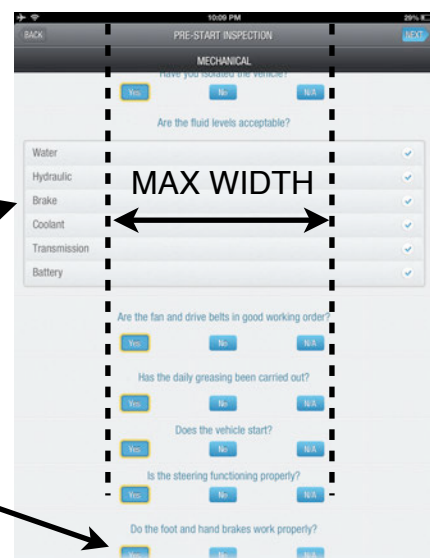 10:09 PM 29%
BACK PRE-START INSPECTION NEXT
MECHANICAL
Have you isolated the vehicle?
Yes No N/A
Are the fluid levels acceptable?
Water
Hydraulic
Brake
Coolant
Transmission
Battery
MAX WIDTH
Are the fan and drive belts in good working order?
Yes No N/A
Has the daily greasing been carried out?
Yes No N/A
Does the vehicle start?
Yes No N/A
Is the steering functioning properly?
Yes No N/A
Do the foot and hand brakes work properly?
Yes No N/A